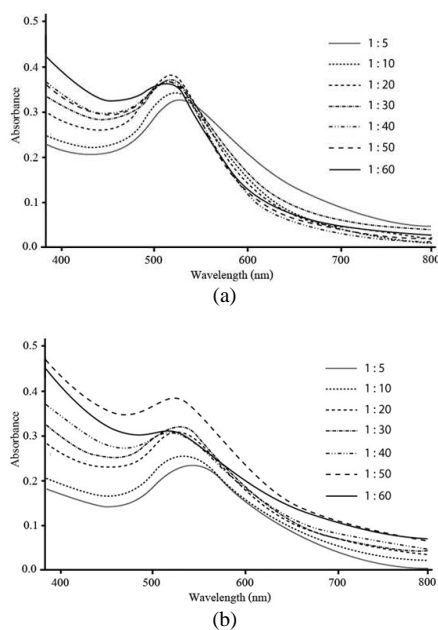 0.5
0.4
0.3
0.2
0.1
0.0
Absorbance
400 500 600 700 800
Wavelength (nm)
1 : 5
1 : 10
1 : 20
1 : 30
1 : 40
1 : 50
1 : 60
(a)
0.5
0.4
0.3
0.2
0.1
0.0
Absorbance
400 500 600 700 800
Wavelength (nm)
1 : 5
1 : 10
1 : 20
1 : 30
1 : 40
1 : 50
1 : 60
(b)